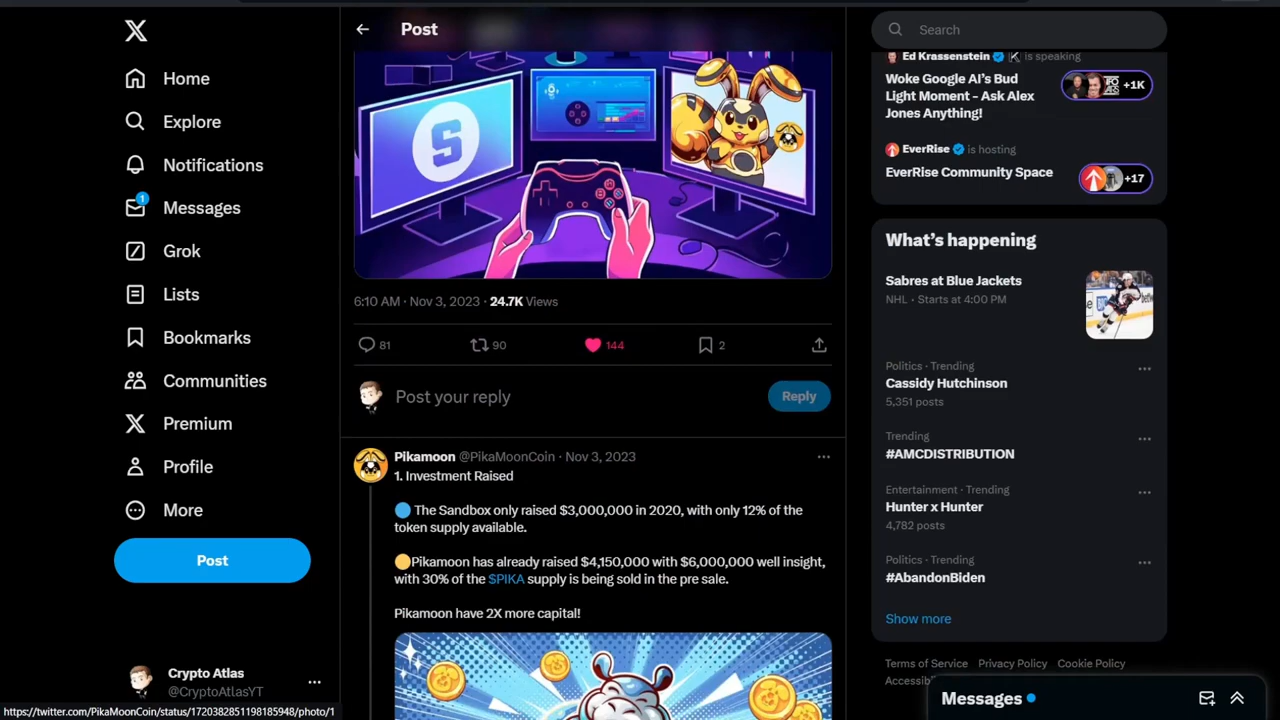 Home
Explore
Notifications
1
Messages
Grok
Lists
Bookmarks
Communities
Premium
Profile
More
Post
Crypto Atlas
@CryptoAtlasYT
https://twitter.com/PikaMoonCoin/status/1720382851198185948/photo/1
Post
S
6:10 AM · Nov 3, 2023 · 24.7K Views
81 90 144 2
Post your reply
Reply
Pikamoon @PikaMoonCoin · Nov 3, 2023
1. Investment Raised
The Sandbox only raised $3,000,000 in 2020, with only 12% of the
token supply available.
Pikamoon has already raised $4,150,000 with $6,000,000 well insight,
with 30% of the $PIKA supply is being sold in the pre sale.
Pikamoon have 2X more capital!
Search
Ed Krassenstein is speaking
Woke Google AI's Bud
Light Moment – Ask Alex
Jones Anything!
+1K
EverRise is hosting
EverRise Community Space
+17
What's happening
Sabres at Blue Jackets
NHL · Starts at 4:00 PM
Politics · Trending
Cassidy Hutchinson
5,351 posts
Trending
#AMCDISTRIBUTION
Entertainment · Trending
Hunter x Hunter
4,782 posts
Politics · Trending
#AbandonBiden
Show more
Terms of Service Privacy Policy Cookie Policy
Messages